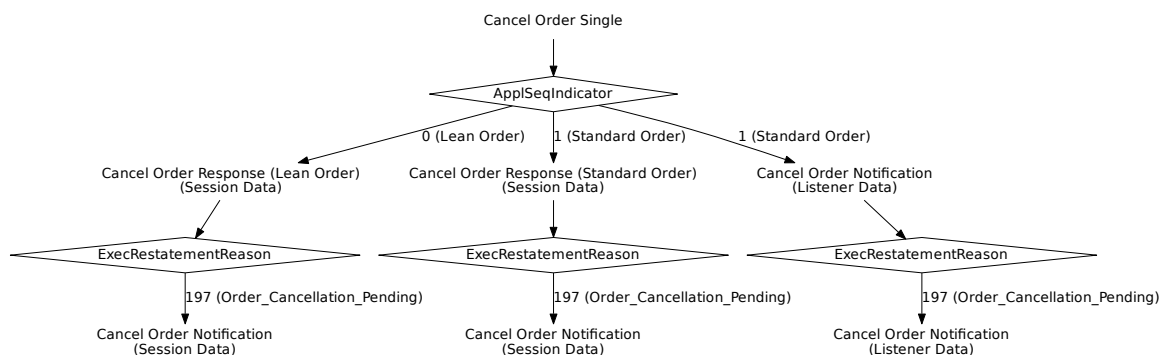 Cancel Order Single
ApplSeqIndicator
0 (Lean Order)
1 (Standard Order)
1 (Standard Order)
Cancel Order Response (Lean Order)
(Session Data)
Cancel Order Response (Standard Order)
(Session Data)
Cancel Order Notification
(Listener Data)
ExecRestatementReason
ExecRestatementReason
ExecRestatementReason
197 (Order_Cancellation_Pending)
197 (Order_Cancellation_Pending)
197 (Order_Cancellation_Pending)
Cancel Order Notification
(Session Data)
Cancel Order Notification
(Session Data)
Cancel Order Notification
(Listener Data)